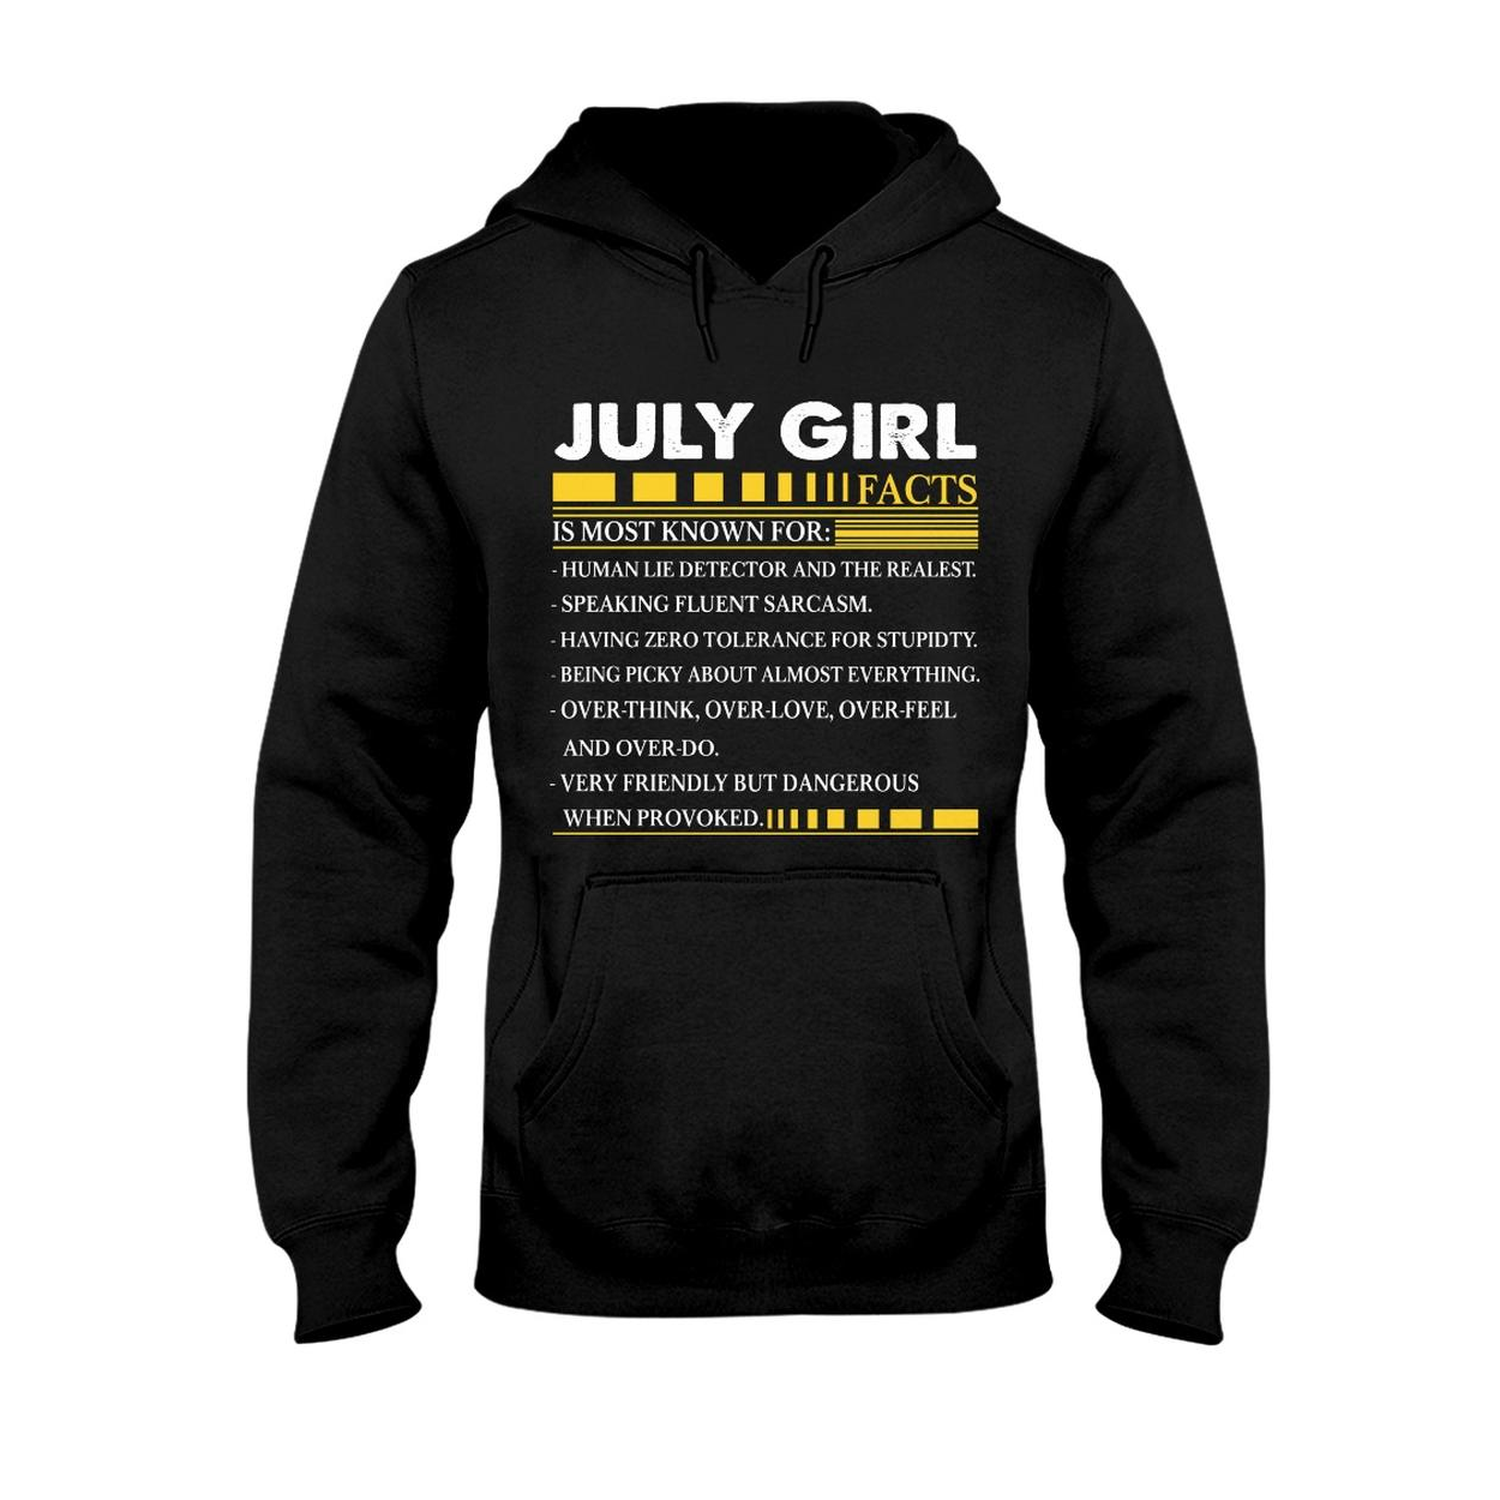 JULY GIRL
FACTS
IS MOST KNOWN FOR:
- HUMAN LIE DETECTOR AND THE REALEST.
- SPEAKING FLUENT SARCASM.
- HAVING ZERO TOLERANCE FOR STUPIDTY.
- BEING PICKY ABOUT ALMOST EVERYTHING.
- OVER-THINK, OVER-LOVE, OVER-FEEL
AND OVER-DO.
- VERY FRIENDLY BUT DANGEROUS
WHEN PROVOKED.